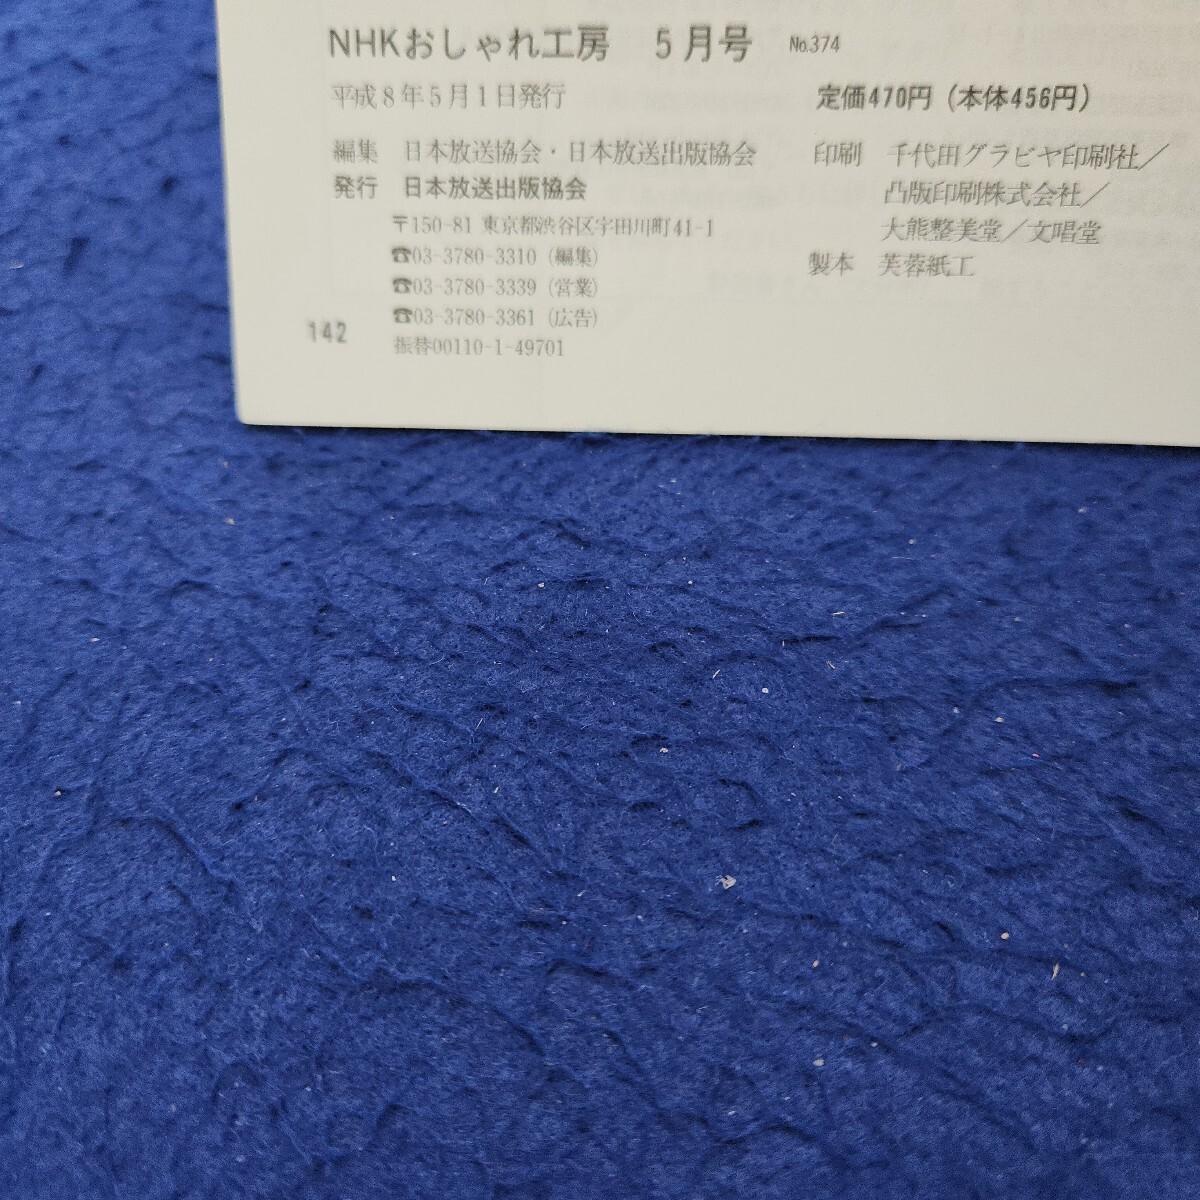 NHKおしゃれ工房　5月号　№374
平成8年5月1日発行　定価470円（本体456円）
編集　日本放送協会・日本放送出版協会
発行　日本放送出版協会
〒150-81 東京都渋谷区宇田川町41-1
☎03-3780-3310（編集）
☎03-3780-3339（営業）
☎03-3780-3361（広告）
振替00110-1-49701
印刷　千代田グラビヤ印刷社／
凸版印刷株式会社／
大熊整美堂／文唱堂
製本　芙蓉紙工
142